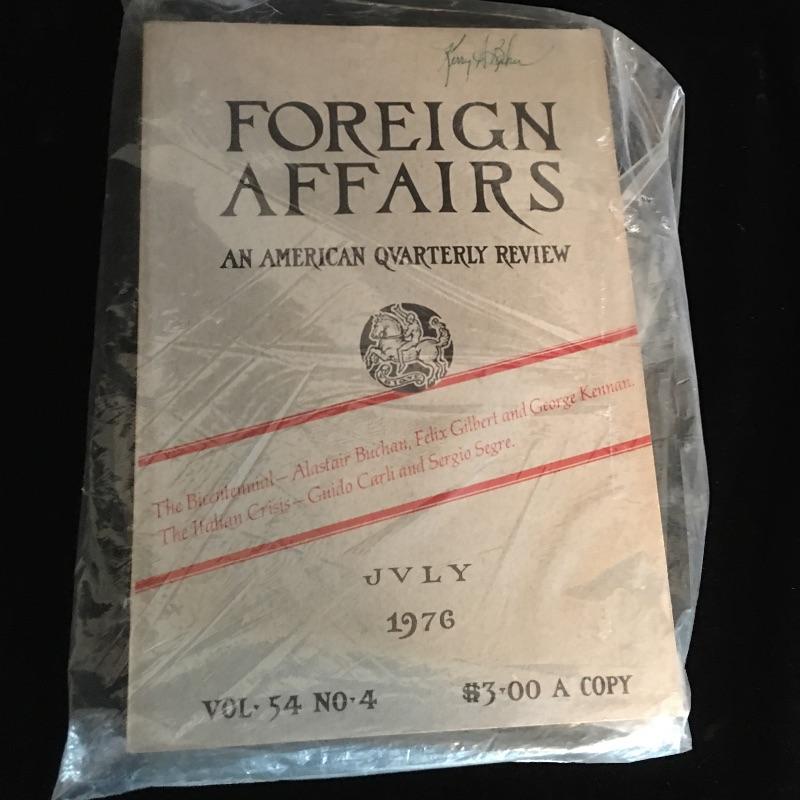 FOREIGN
AFFAIRS
AN AMERICAN QVARTERLY REVIEW
The Bicentennial — Alastair Buchan, Felix Gilbert and George Kennan.
The Italian Crisis — Guido Carli and Sergio Segre.
JVLY
1976
VOL· 54 NO·4 $3·00 A COPY